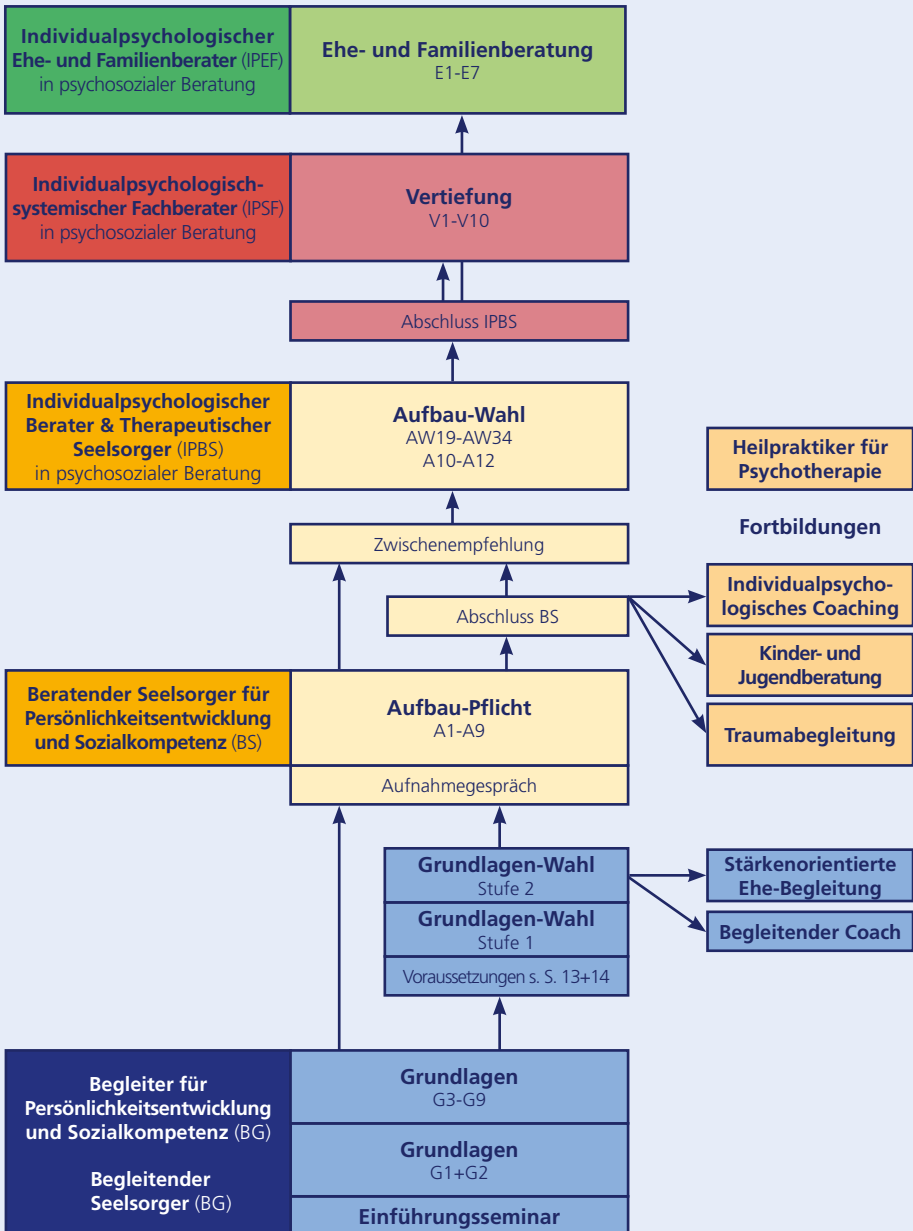 Individualpsychologischer
Ehe- und Familienberater (IPEF)
in psychosozialer Beratung
Ehe- und Familienberatung
E1-E7
Individualpsychologisch-
systemischer Fachberater (IPSF)
in psychosozialer Beratung
Vertiefung
V1-V10
Abschluss IPBS
Individualpsychologischer
Berater & Therapeutischer
Seelsorger (IPBS)
in psychosozialer Beratung
Aufbau-Wahl
AW19-AW34
A10-A12
Heilpraktiker für
Psychotherapie
Fortbildungen
Zwischenempfehlung
Individualpsycho-
logisches Coaching
Abschluss BS
Kinder- und
Jugendberatung
Beratender Seelsorger für
Persönlichkeitsentwicklung
und Sozialkompetenz (BS)
Aufbau-Pflicht
A1-A9
Traumabegleitung
Aufnahmegespräch
Grundlagen-Wahl
Stufe 2
Stärkenorientierte
Ehe-Begleitung
Grundlagen-Wahl
Stufe 1
Begleitender Coach
Voraussetzungen s. S. 13+14
Begleiter für
Persönlichkeitsentwicklung
und Sozialkompetenz (BG)
Begleitender
Seelsorger (BG)
Grundlagen
G3-G9
Grundlagen
G1+G2
Einführungsseminar